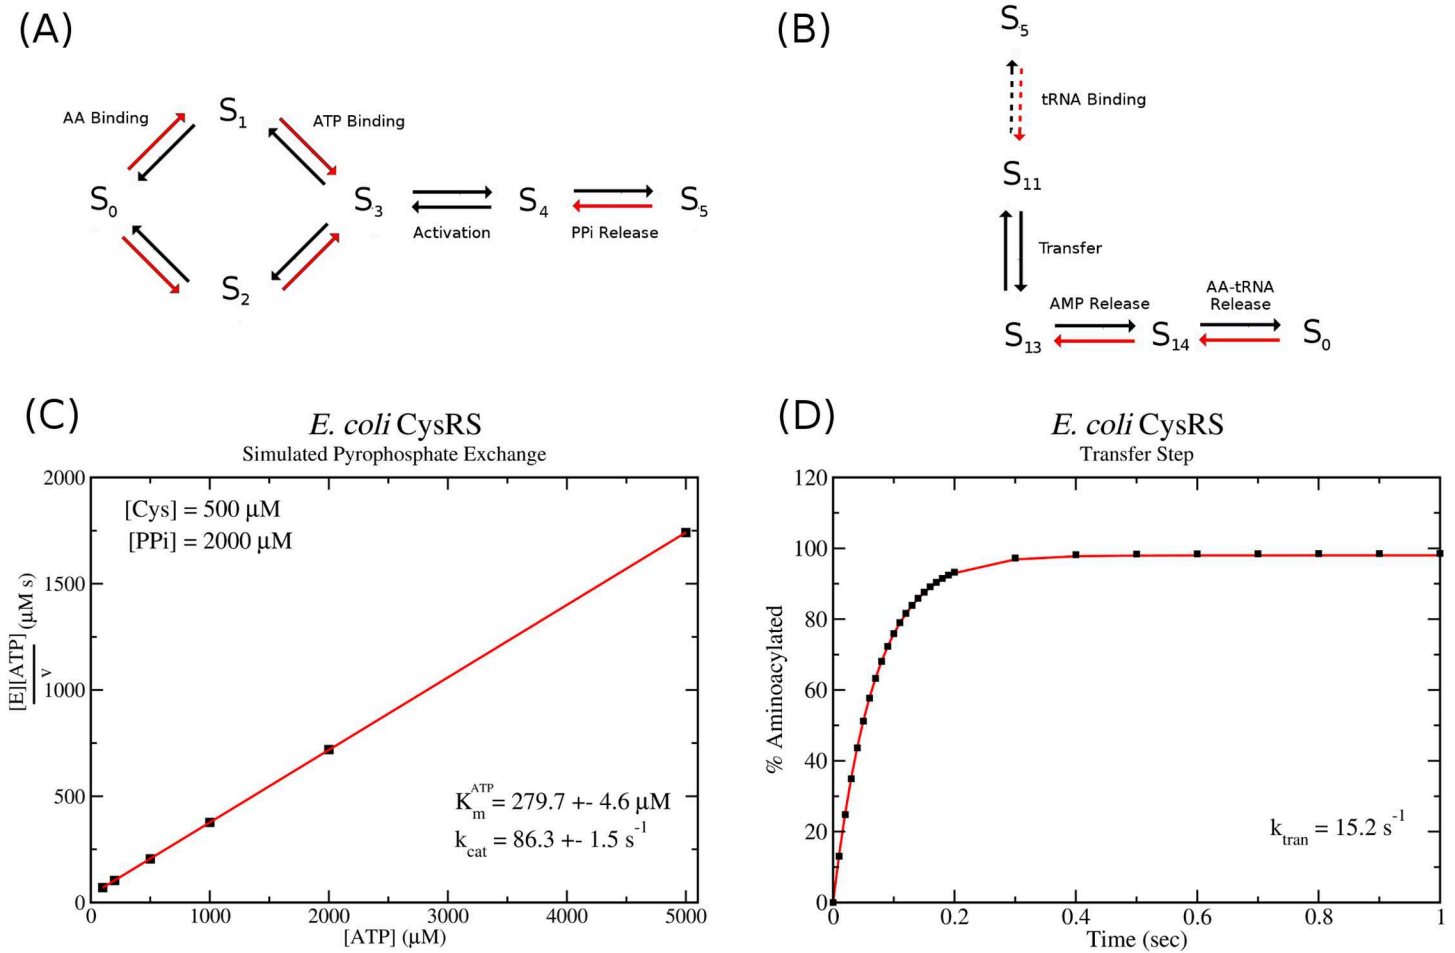 (A)
S1
AA Binding
ATP Binding
S0
S3
S4
S5
Activation
PPi Release
S2
(B)
S5
tRNA Binding
S11
Transfer
AMP Release
AA-tRNA
Release
S13
S14
S0
(C)
E. coli CysRS
Simulated Pyrophosphate Exchange
[Cys] = 500 μM
[PPi] = 2000 μM
[E][ATP]
v
(μM s)
2000
1500
1000
500
0
Km ATP = 279.7 +- 4.6 μM
kcat = 86.3 +- 1.5 s-1
0 1000 2000 3000 4000 5000
[ATP] (μM)
(D)
E. coli CysRS
Transfer Step
% Aminoacylated
120
100
80
60
40
20
0
ktran = 15.2 s-1
0 0.2 0.4 0.6 0.8 1
Time (sec)